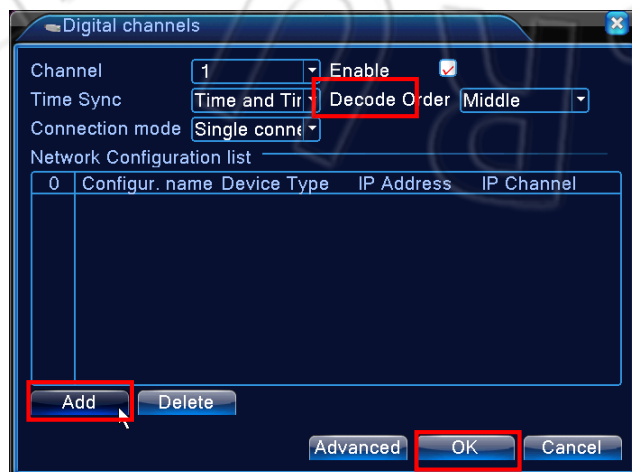 Digital channels
Channel 1 Enable
Time Sync Time and Tir Decode Order Middle
Connection mode Single conne
Network Configuration list
0 Configur. name Device Type IP Address IP Channel
Add Delete
Advanced OK Cancel